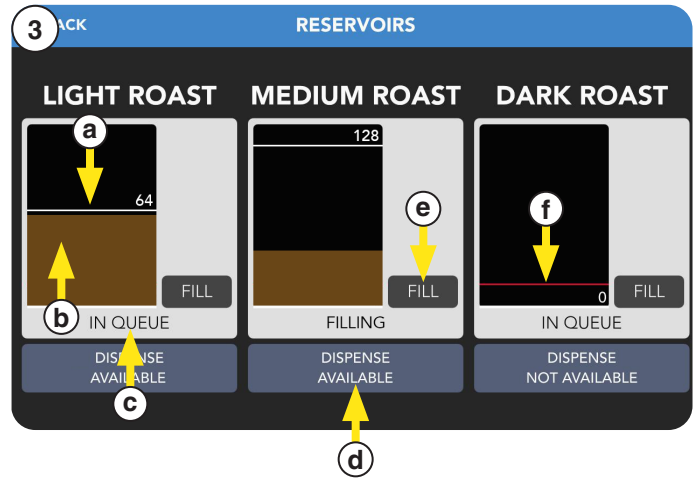 3 ACK RESERVOIRS
LIGHT ROAST MEDIUM ROAST DARK ROAST
a 128
64 e f
FILL FILL 0 FILL
b IN QUEUE FILLING IN QUEUE
DISPENSE DISPENSE
AVAILABLE AVAILABLE NOT AVAILABLE
c
d